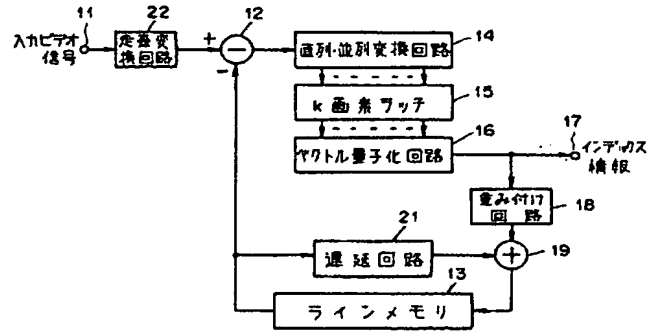 11
入力ビデオ
信号
22
走査変
換回路
+
12
−
-
14
直列・並列変換回路
15
k画素ラッチ
16
ベクトル量子化回路
17
インデックス
情報
重み付け
回路
18
21
遅延回路
+
19
13
ラインメモリ